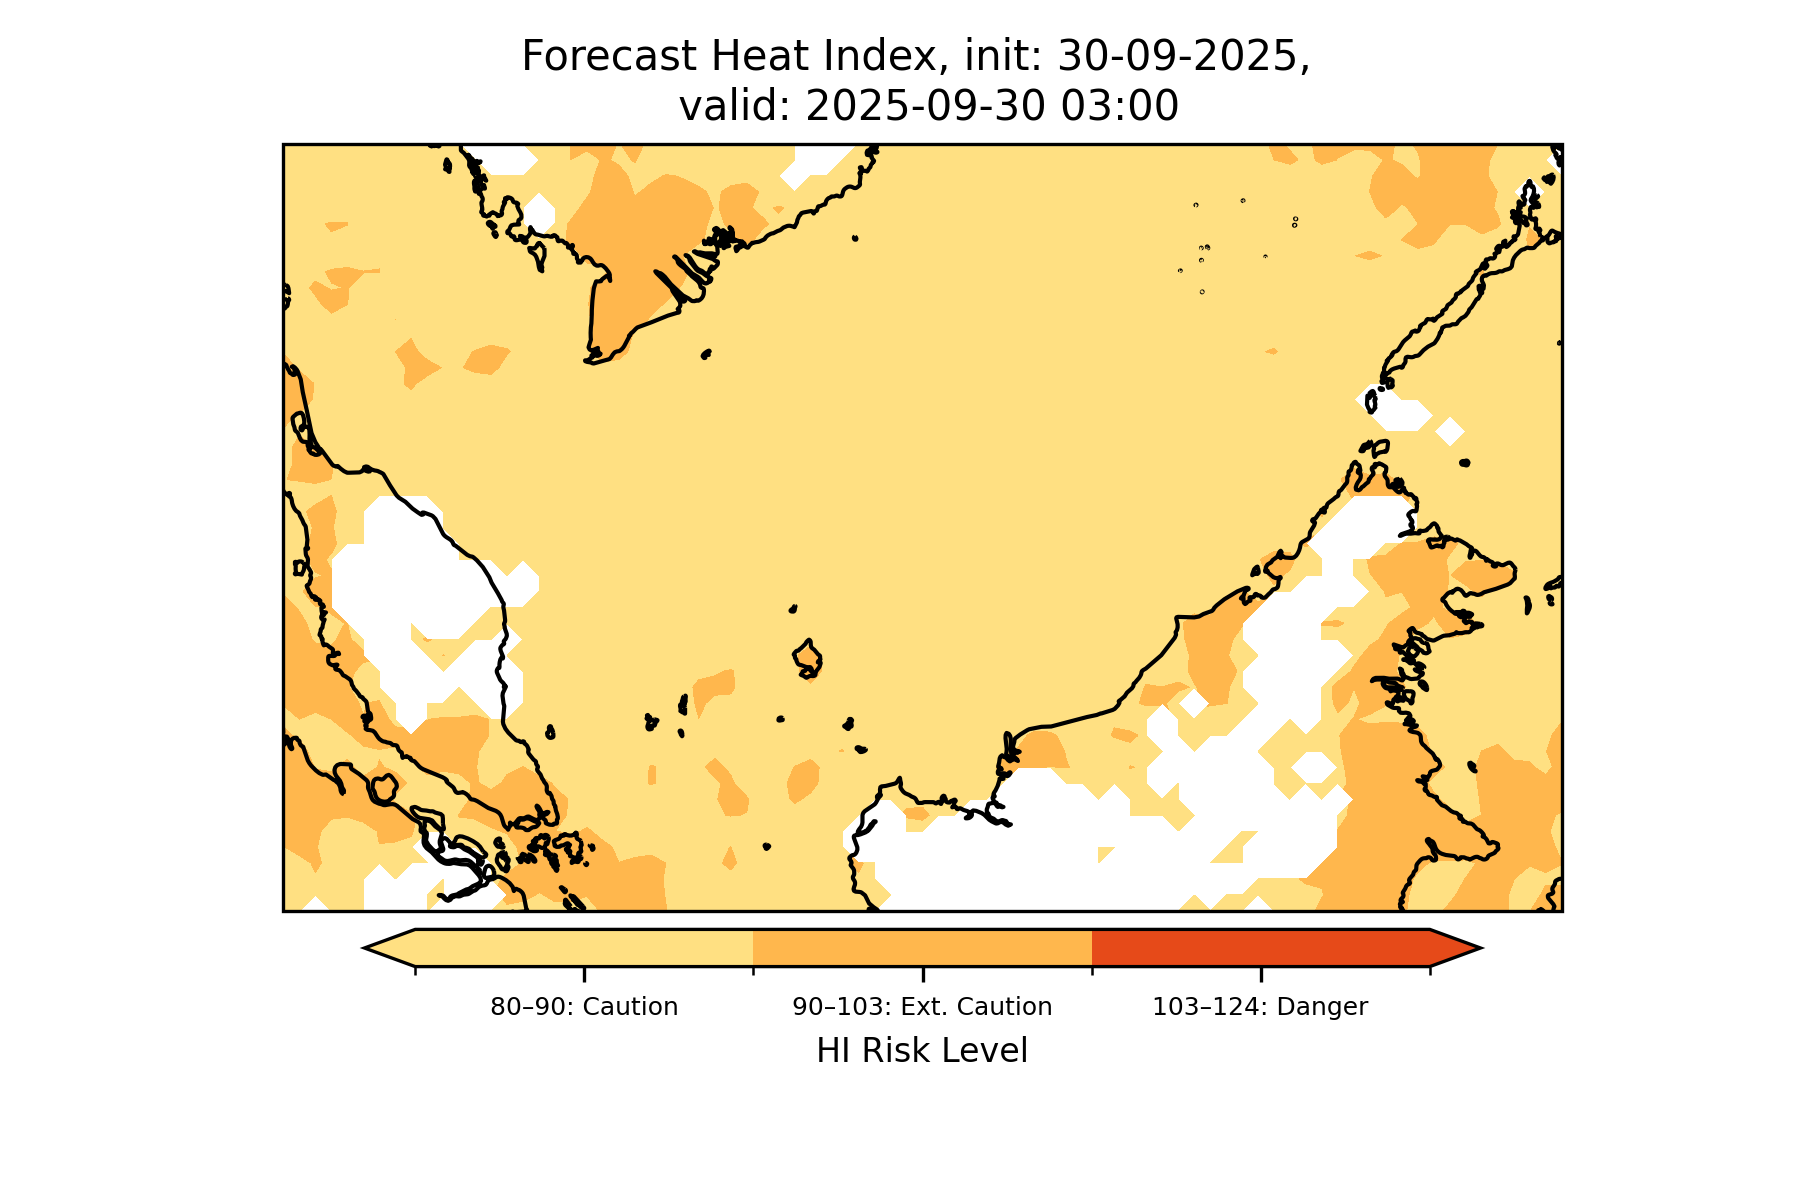 Forecast Heat Index, init: 30-09-2025,
valid: 2025-09-30 03:00
80–90: Caution
90–103: Ext. Caution
103–124: Danger
HI Risk Level